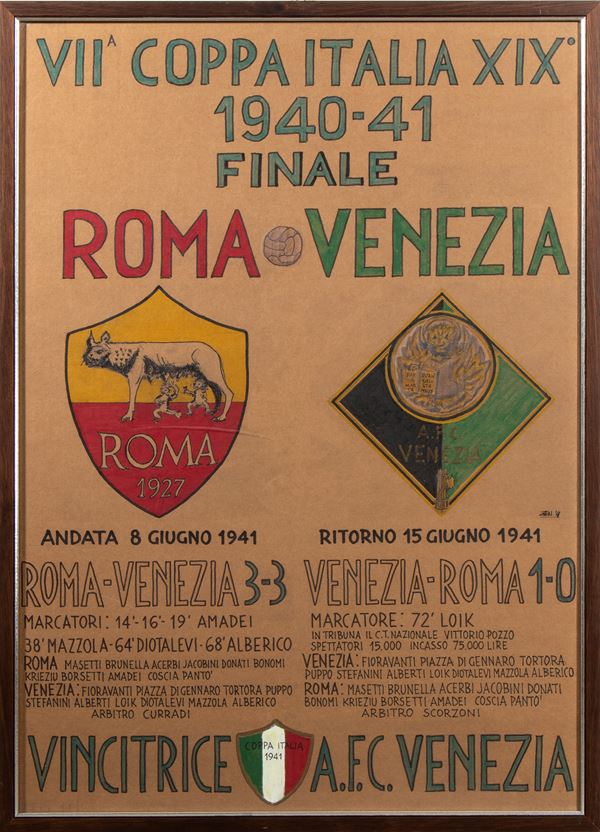 VIIᴬ COPPA ITALIA XIXᵉ
1940-41
FINALE
ROMA VENEZIA
ROMA
1927
A.F.C.
VENEZIA
ANDATA 8 GIUGNO 1941
ROMA-VENEZIA 3-3
MARCATORI: 14'-16'-19' AMADEI
38' MAZZOLA-64' DIOTALEVI-68' ALBERICO
ROMA MASETTI BRUNELLA ACERBI JACOBINI DONATI BONOMI
KRIEZIU BORSETTI AMADEI COSCIA PANTO'
VENEZIA: FIORAVANTI PIAZZA DI GENNARO TORTORA PUPPO
STEFANINI ALBERTI LOIK DIOTALEVI MAZZOLA ALBERICO
ARBITRO CURRADI
RITORNO 15 GIUGNO 1941
VENEZIA-ROMA 1-0
MARCATORE: 72' LOIK
IN TRIBUNA IL C.T. NAZIONALE VITTORIO POZZO
SPETTATORI 15.000 INCASSO 75.000 LIRE
VENEZIA: FIORAVANTI PIAZZA DI GENNARO TORTORA
PUPPO STEFANINI ALBERTI LOIK DIOTALEVI MAZZOLA ALBERICO
ROMA: MASETTI BRUNELLA ACERBI JACOBINI DONATI
BONOMI KRIEZIU BORSETTI AMADEI COSCIA PANTO'
ARBITRO SCORZONI
VINCITRICE A.F.C. VENEZIA
COPPA ITALIA
1941